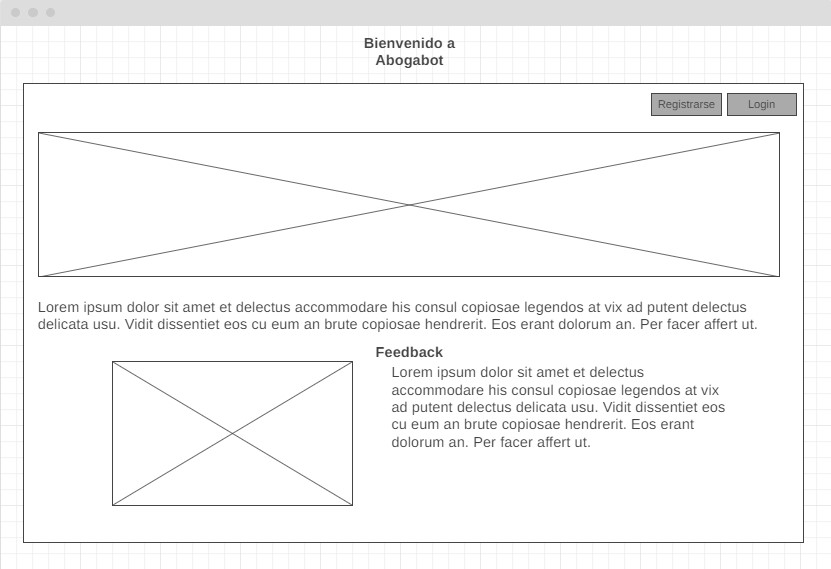 Bienvenido a
Abogabot
Registrarse
Login
Lorem ipsum dolor sit amet et delectus accommodare his consul copiosae legendos at vix ad putent delectus
delicata usu. Vidit dissentiet eos cu eum an brute copiosae hendrerit. Eos erant dolorum an. Per facer affert ut.
Feedback
Lorem ipsum dolor sit amet et delectus
accommodare his consul copiosae legendos at vix
ad putent delectus delicata usu. Vidit dissentiet eos
cu eum an brute copiosae hendrerit. Eos erant
dolorum an. Per facer affert ut.